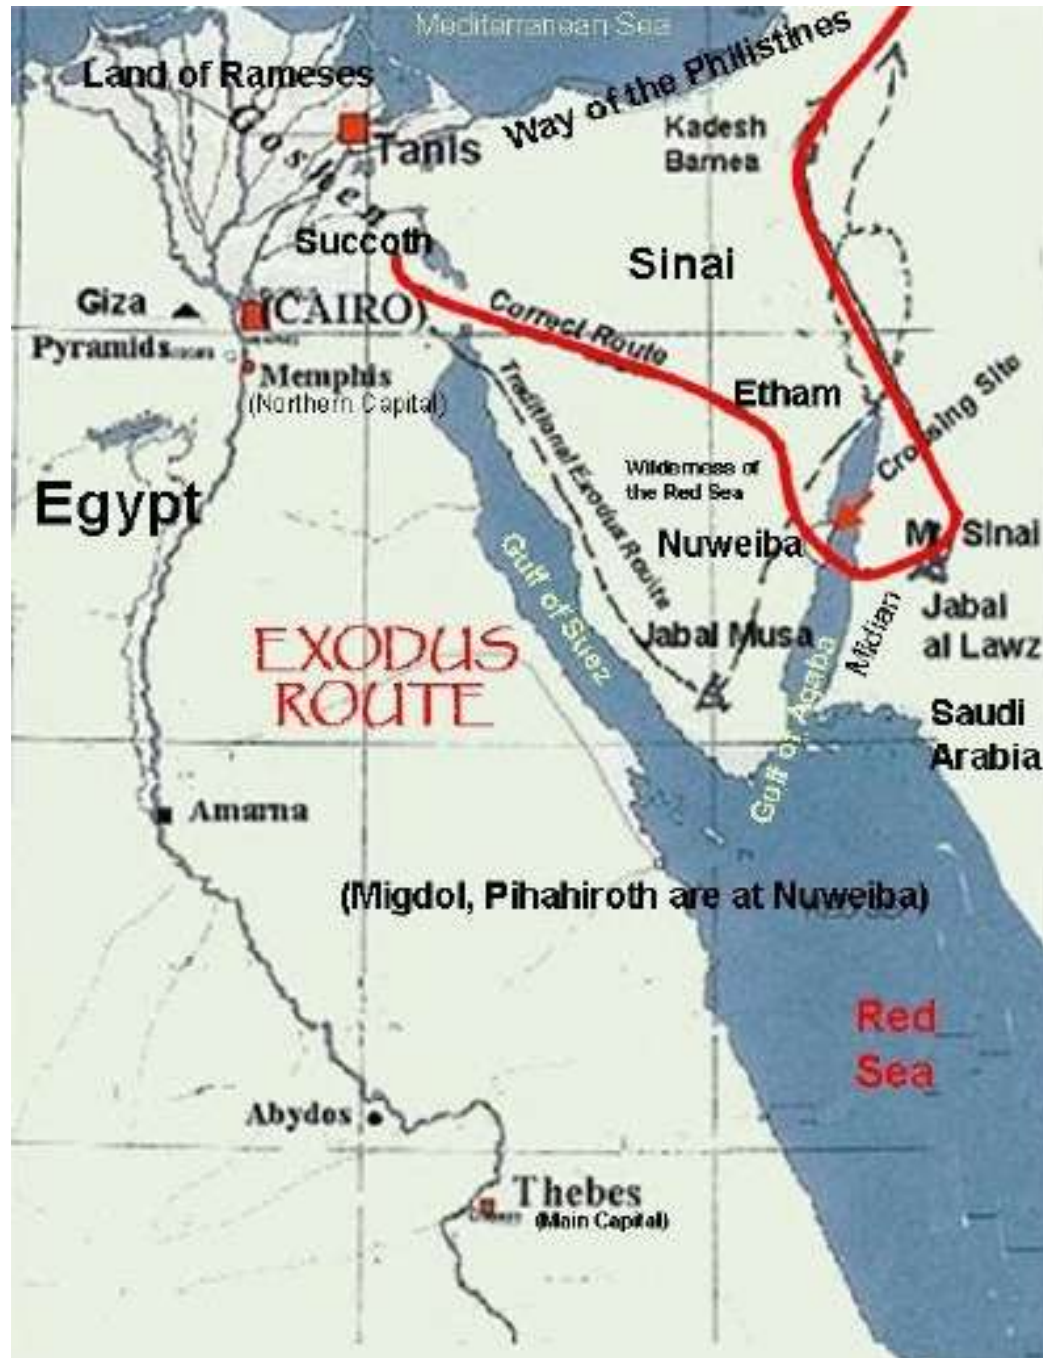 Mediterranean Sea
Land of Rameses
Way of the Philistines
Goshen
Tanis
Kadesh
Barnea
Succoth
Sinai
Giza
(CAIRO)
Correct Route
Pyramids
Memphis
(Northern Capital)
Traditional Exodus Rouite
Etham
Crossing Site
Wilderness of
the Red Sea
Egypt
Nuweiba
Mt. Sinai
Gulf of Suez
Jabal
al Lawz
Midian
Jabal Musa
EXODUS
ROUTE
Gulf of Aqaba
Saudi
Arabia
Amarna
(Migdol, Pihahiroth are at Nuweiba)
Red
Sea
Abydos
Thebes
(Main Capital)